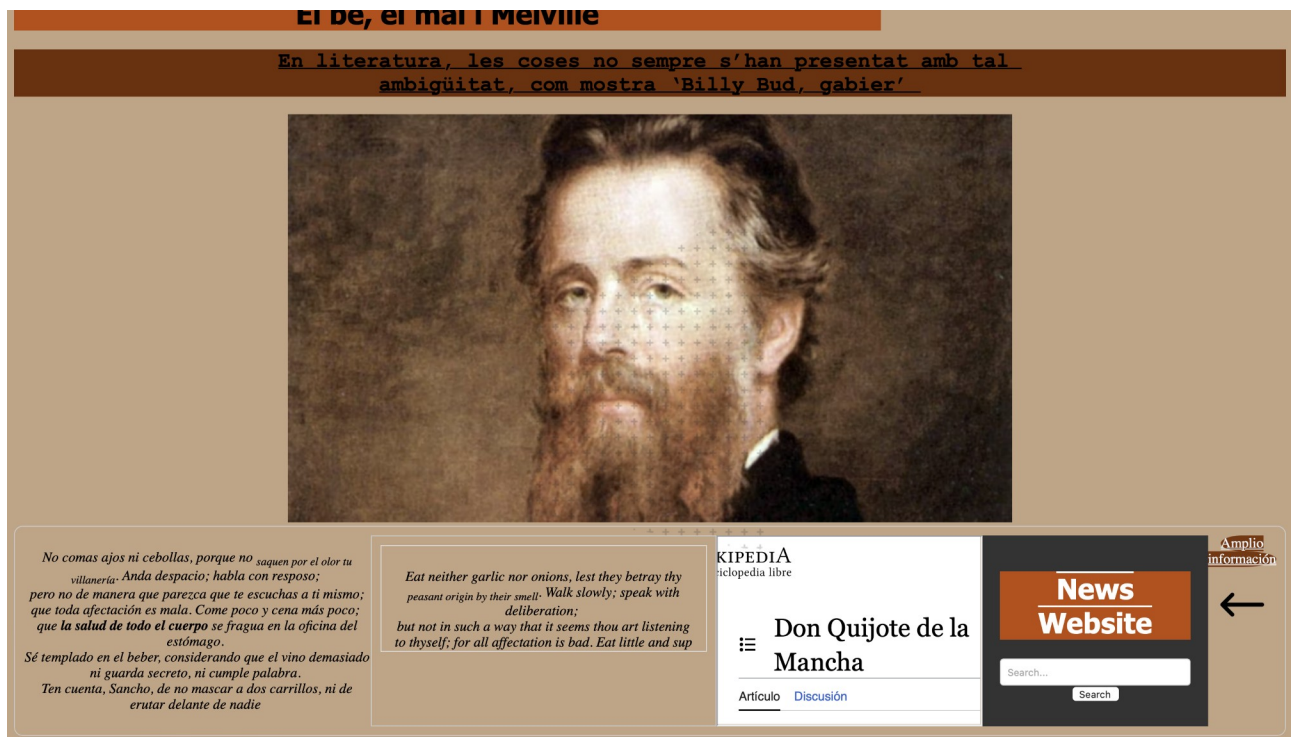 El bé, el mal i Melville
En literatura, les coses no sempre s’han presentat amb tal
ambigüitat, com mostra ‘Billy Bud, gabier’
No comas ajos ni cebollas, porque no saquen por el olor tu
villanería. Anda despacio; habla con resposo;
pero no de manera que parezca que te escuchas a ti mismo;
que toda afectación es mala. Come poco y cena más poco;
que la salud de todo el cuerpo se fragua en la oficina del
estómago.
Sé templado en el beber, considerando que el vino demasiado
ni guarda secreto, ni cumple palabra.
Ten cuenta, Sancho, de no mascar a dos carrillos, ni de
erutar delante de nadie
Eat neither garlic nor onions, lest they betray thy
peasant origin by their smell. Walk slowly; speak with
deliberation;
but not in such a way that it seems thou art listening
to thyself; for all affectation is bad. Eat little and sup
KIPEDIA
ciclopedia libre
Don Quijote de la
Mancha
Artículo Discusión
News
Website
Search...
Search
Amplio
información